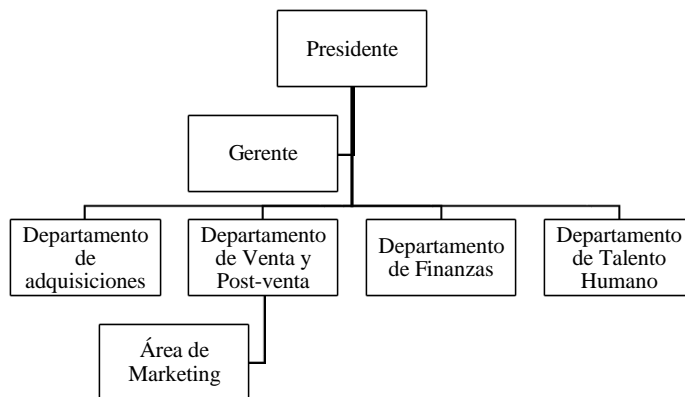 Presidente
Gerente
Departamento
de
adquisiciones
Departamento
de Venta y
Post-venta
Departamento
de Finanzas
Departamento
de Talento
Humano
Área de
Marketing